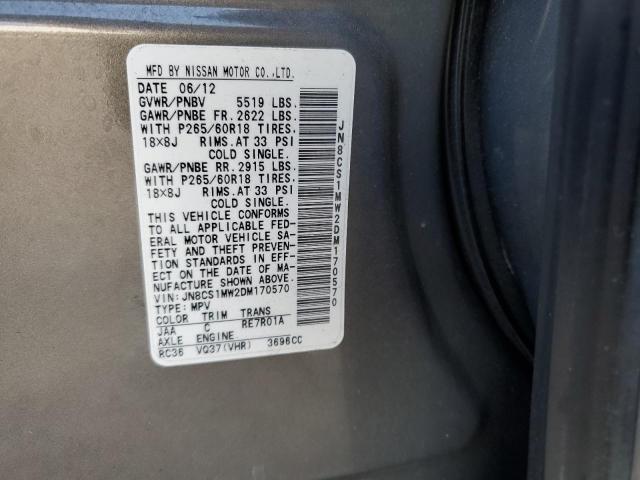 MFD BY NISSAN MOTOR CO.,LTD.
DATE 06/12
GVWR/PNBV 5519 LBS.
GAWR/PNBE FR. 2622 LBS.
WITH P265/60R18 TIRES.
18X8J RIMS. AT 33 PSI
COLD SINGLE.
GAWR/PNBE RR. 2915 LBS.
WITH P265/60R18 TIRES.
18X8J RIMS. AT 33 PSI
COLD SINGLE.
THIS VEHICLE CONFORMS
TO ALL APPLICABLE FED-
ERAL MOTOR VEHICLE SA-
FETY AND THEFT PREVEN-
TION STANDARDS IN EFF-
ECT ON THE DATE OF MA-
NUFACTURE SHOWN ABOVE.
VIN: JN8CS1MW2DM170570
TYPE: MPV
COLOR TRIM TRANS
JAA C RE7R01A
AXLE ENGINE
RC36 VQ37(VHR) 3696CC
JN8CS1MW2DM170570